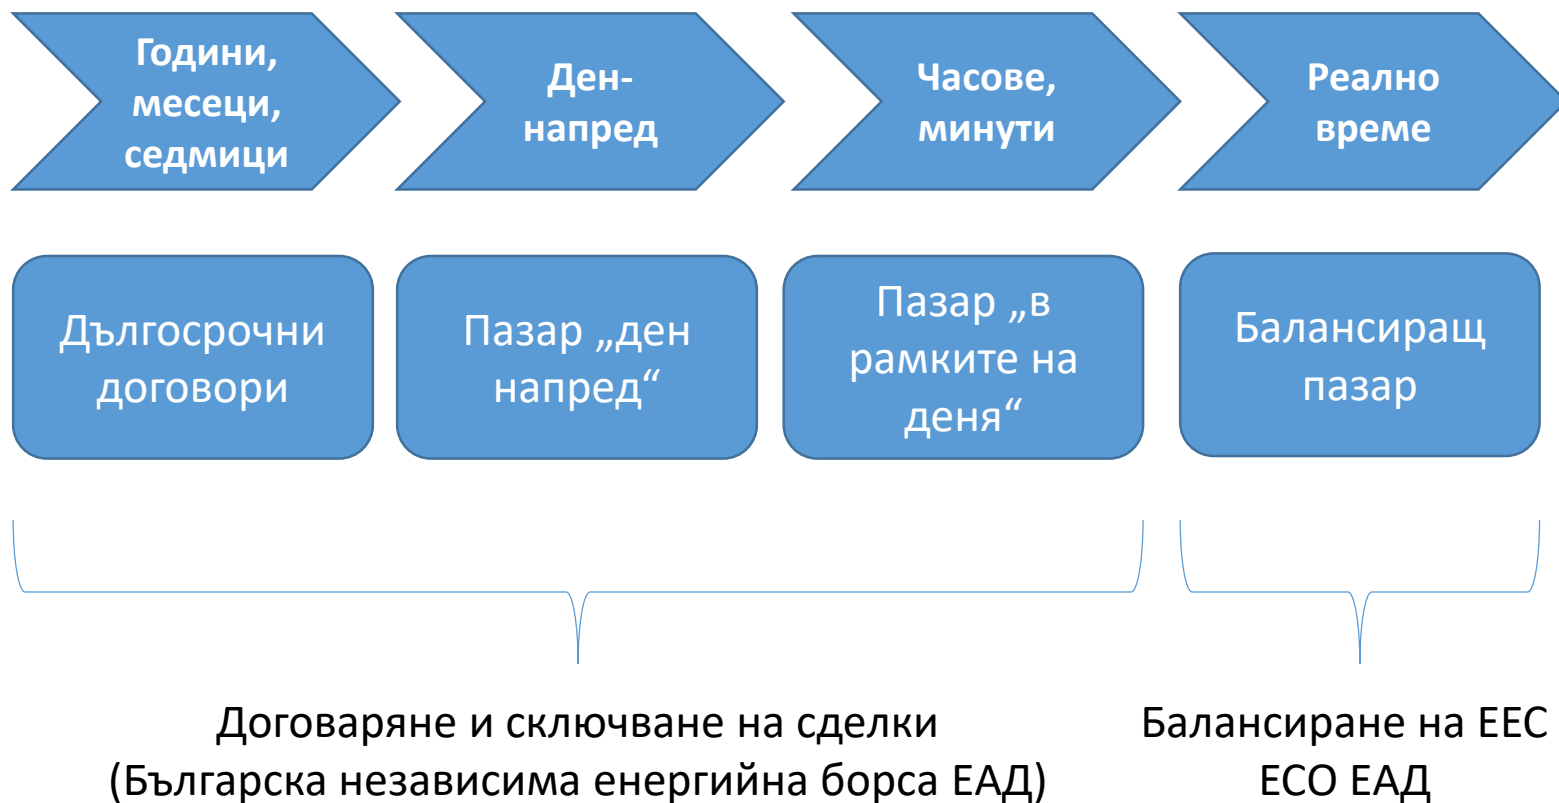 Години,
месеци,
седмици
Ден-
напред
Часове,
минути
Реално
време
Дългосрочни
договори
Пазар „ден
напред“
Пазар „в
рамките на
деня“
Балансиращ
пазар
Договаряне и сключване на сделки
(Българска независима енергийна борса ЕАД)
Балансиране на ЕЕС
ЕСО ЕАД